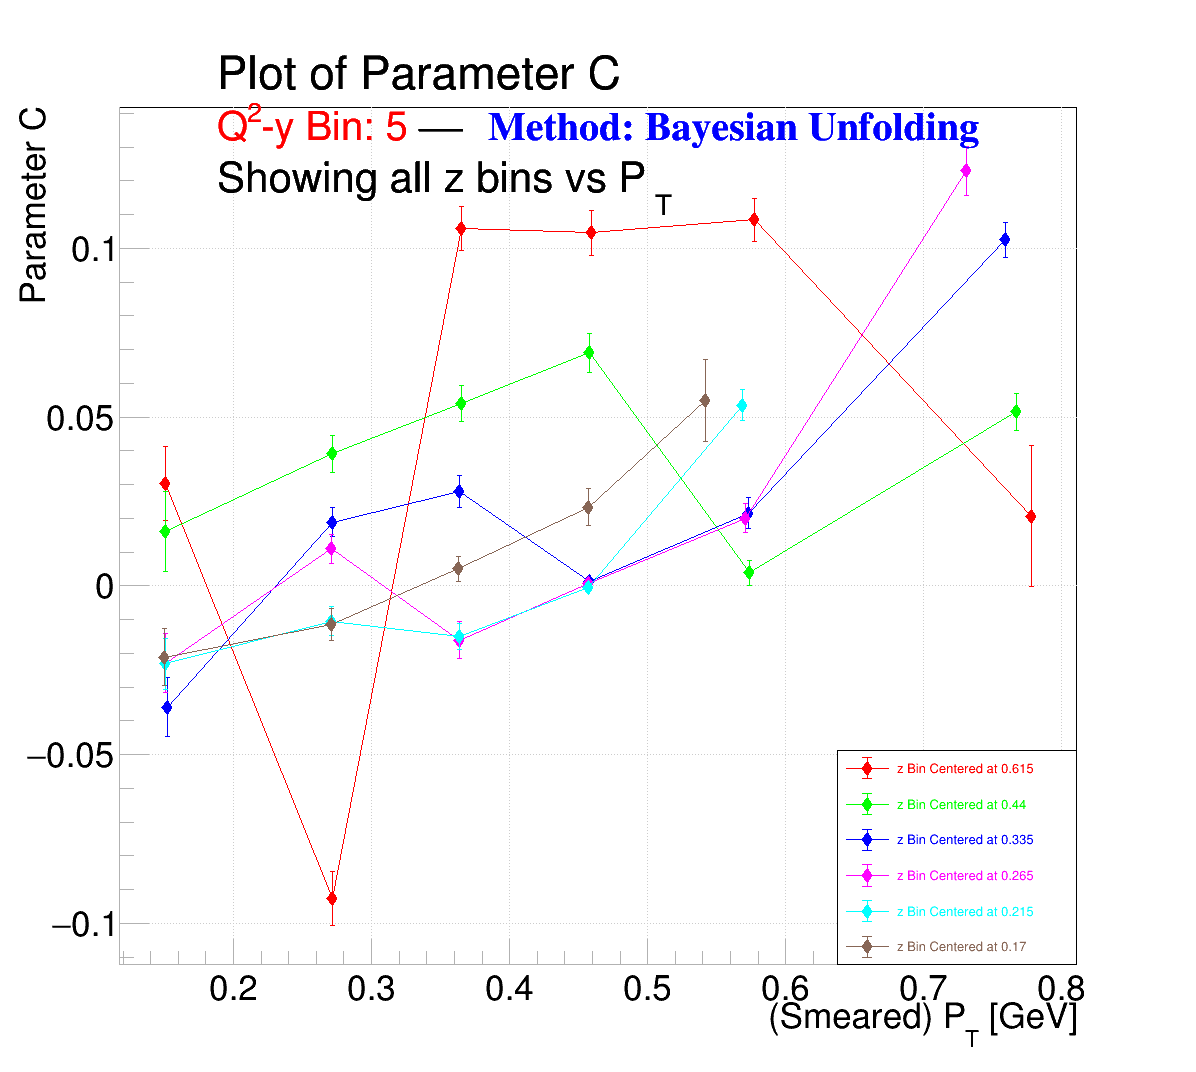 Plot of Parameter C
Q²-y Bin: 5 — Method: Bayesian Unfolding
Showing all z bins vs P_T
Parameter C
0.1
0.05
0
−0.05
−0.1
z Bin Centered at 0.615
z Bin Centered at 0.44
z Bin Centered at 0.335
z Bin Centered at 0.265
z Bin Centered at 0.215
z Bin Centered at 0.17
0.2 0.3 0.4 0.5 0.6 0.7 0.8
(Smeared) P_T [GeV]